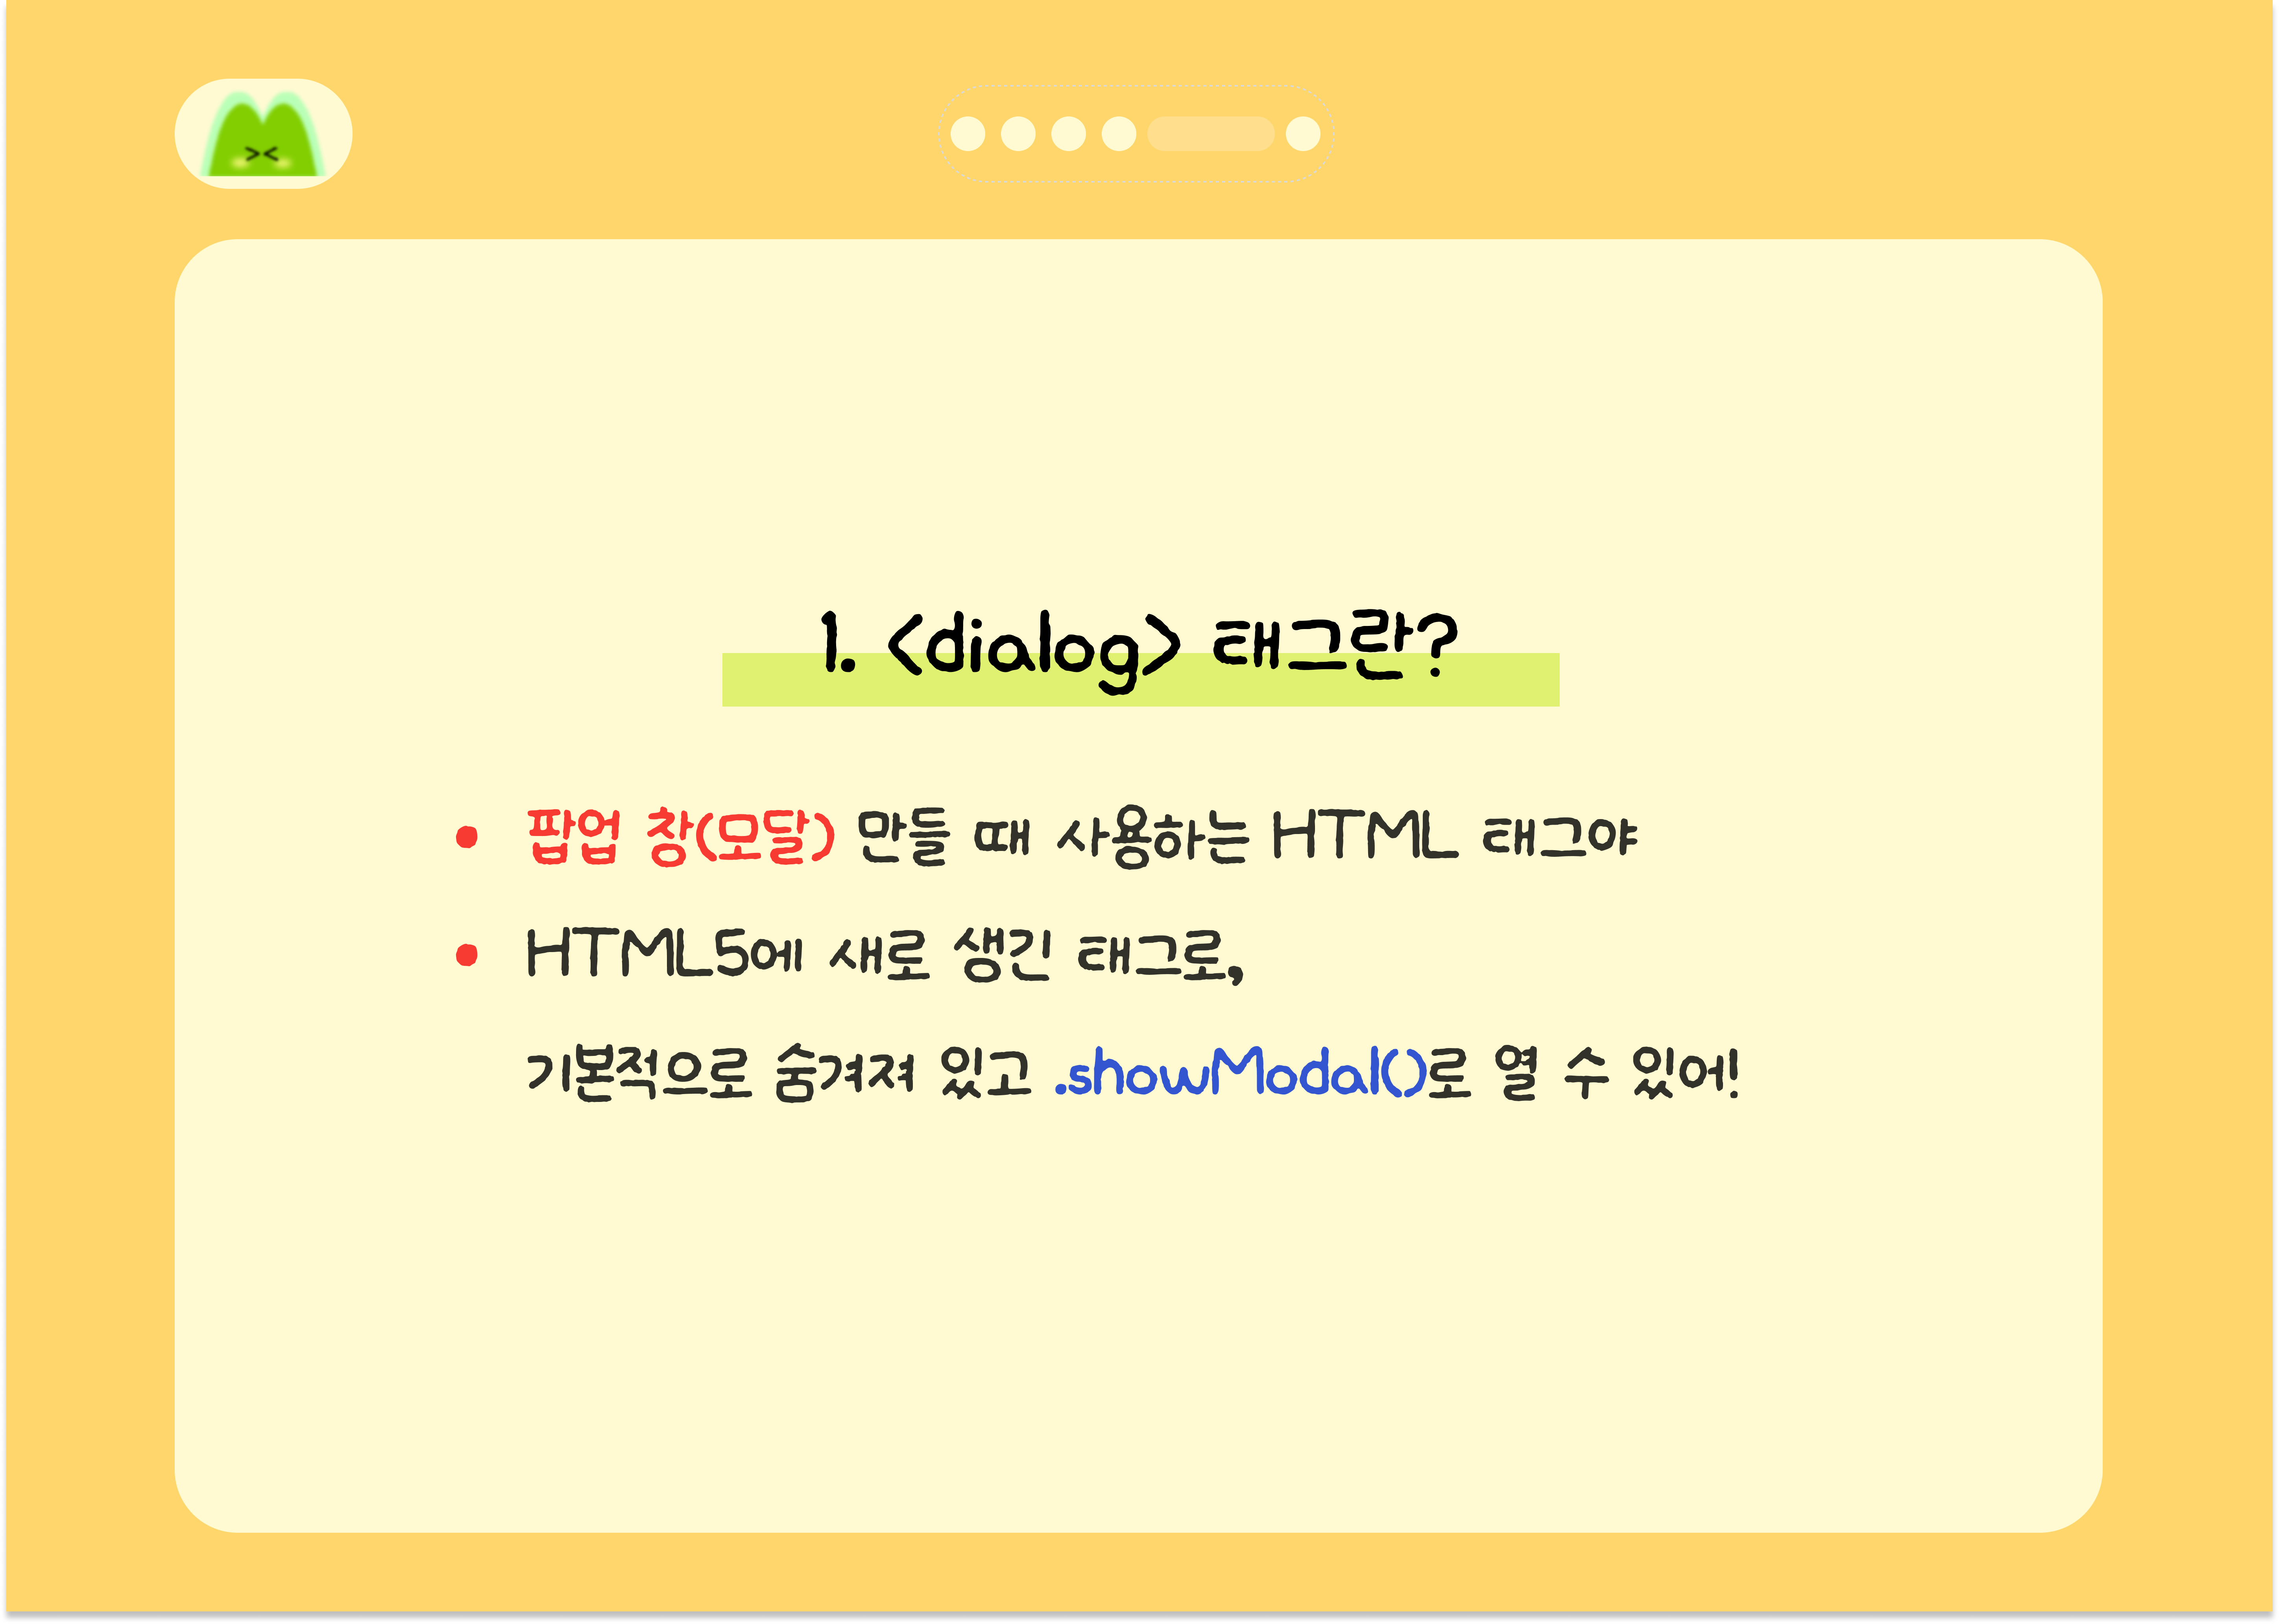 1. <dialog> 태그란?
• 팝업 창(모달) 만들 때 사용하는 HTML 태그야
• HTML5에 새로 생긴 태그로,
기본적으로 숨겨져 있고 .showModal()로 열 수 있어!